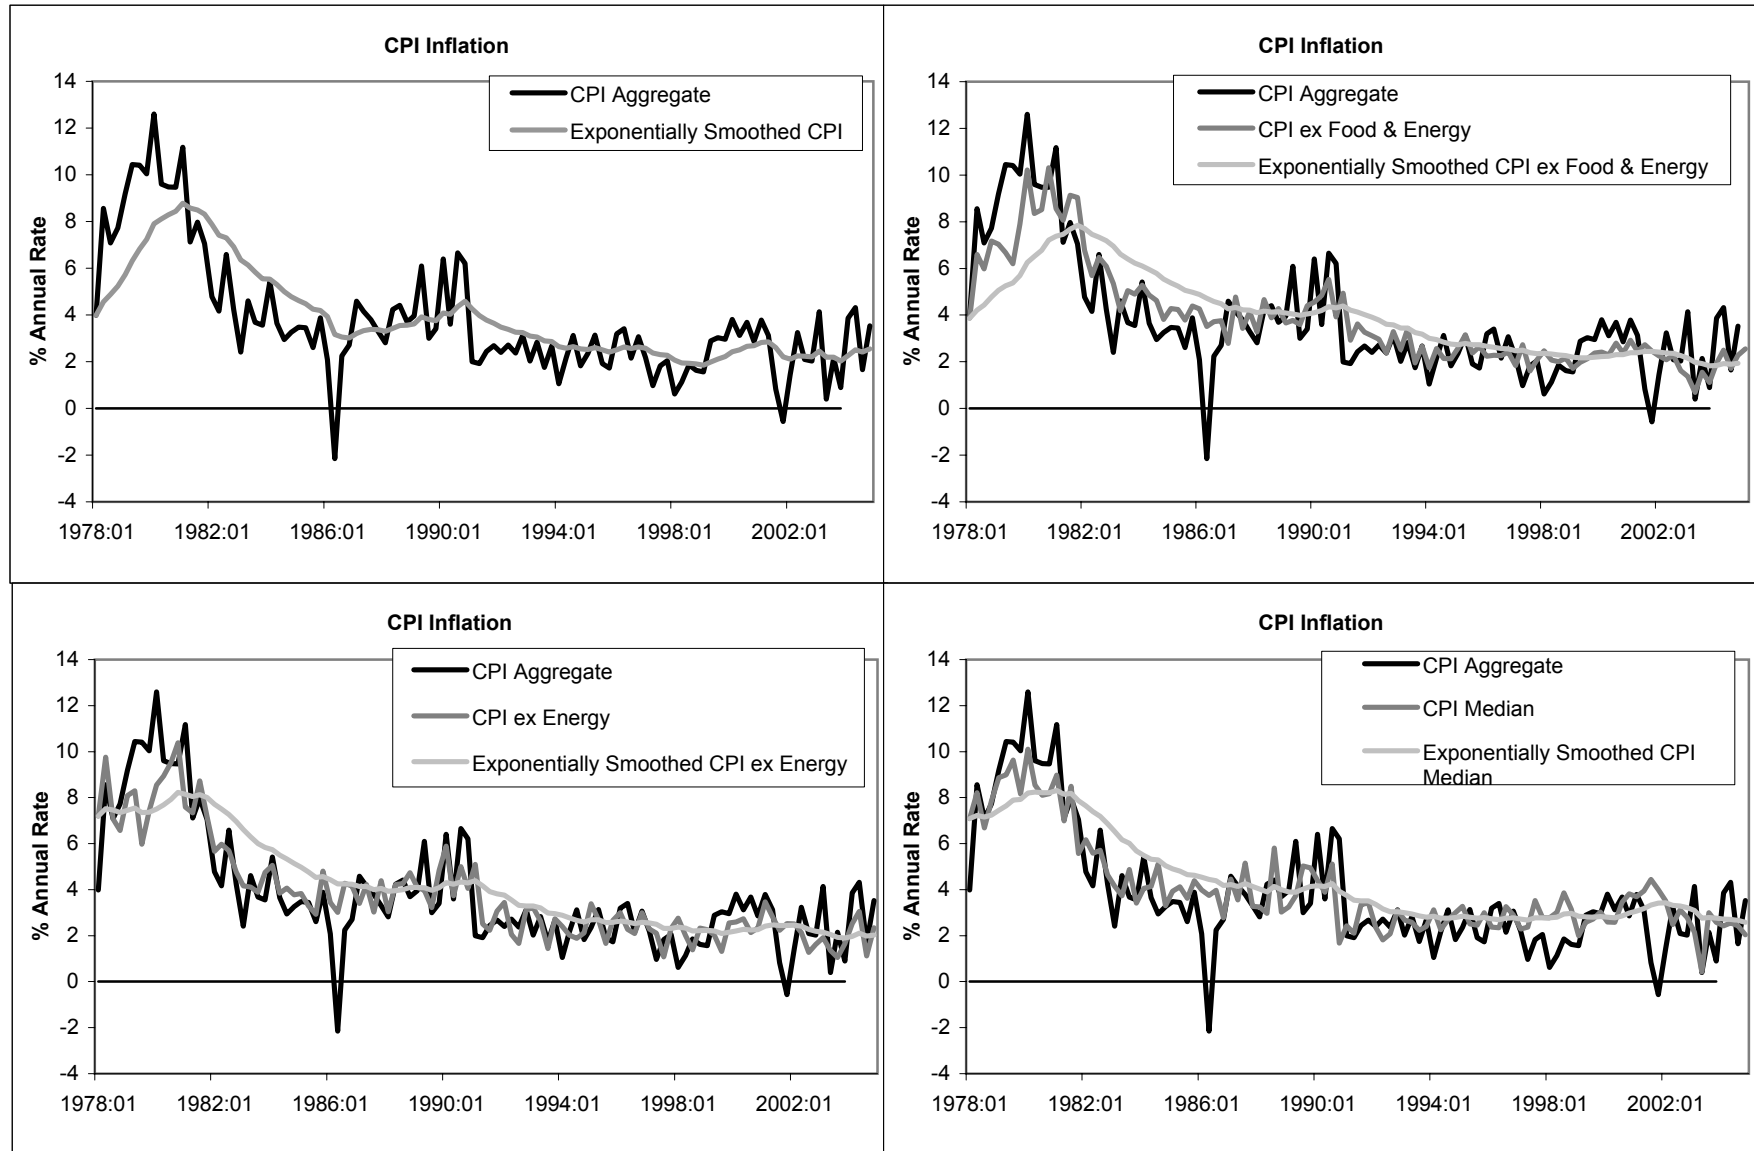 CPI Inflation
CPI Aggregate
Exponentially Smoothed CPI
% Annual Rate
14
12
10
8
6
4
2
0
-2
-4
1978:01 1982:01 1986:01 1990:01 1994:01 1998:01 2002:01
CPI Inflation
CPI Aggregate
CPI ex Food & Energy
Exponentially Smoothed CPI ex Food & Energy
% Annual Rate
14
12
10
8
6
4
2
0
-2
-4
1978:01 1982:01 1986:01 1990:01 1994:01 1998:01 2002:01
CPI Inflation
CPI Aggregate
CPI ex Energy
Exponentially Smoothed CPI ex Energy
% Annual Rate
14
12
10
8
6
4
2
0
-2
-4
1978:01 1982:01 1986:01 1990:01 1994:01 1998:01 2002:01
CPI Inflation
CPI Aggregate
CPI Median
Exponentially Smoothed CPI
Median
% Annual Rate
14
12
10
8
6
4
2
0
-2
-4
1978:01 1982:01 1986:01 1990:01 1994:01 1998:01 2002:01